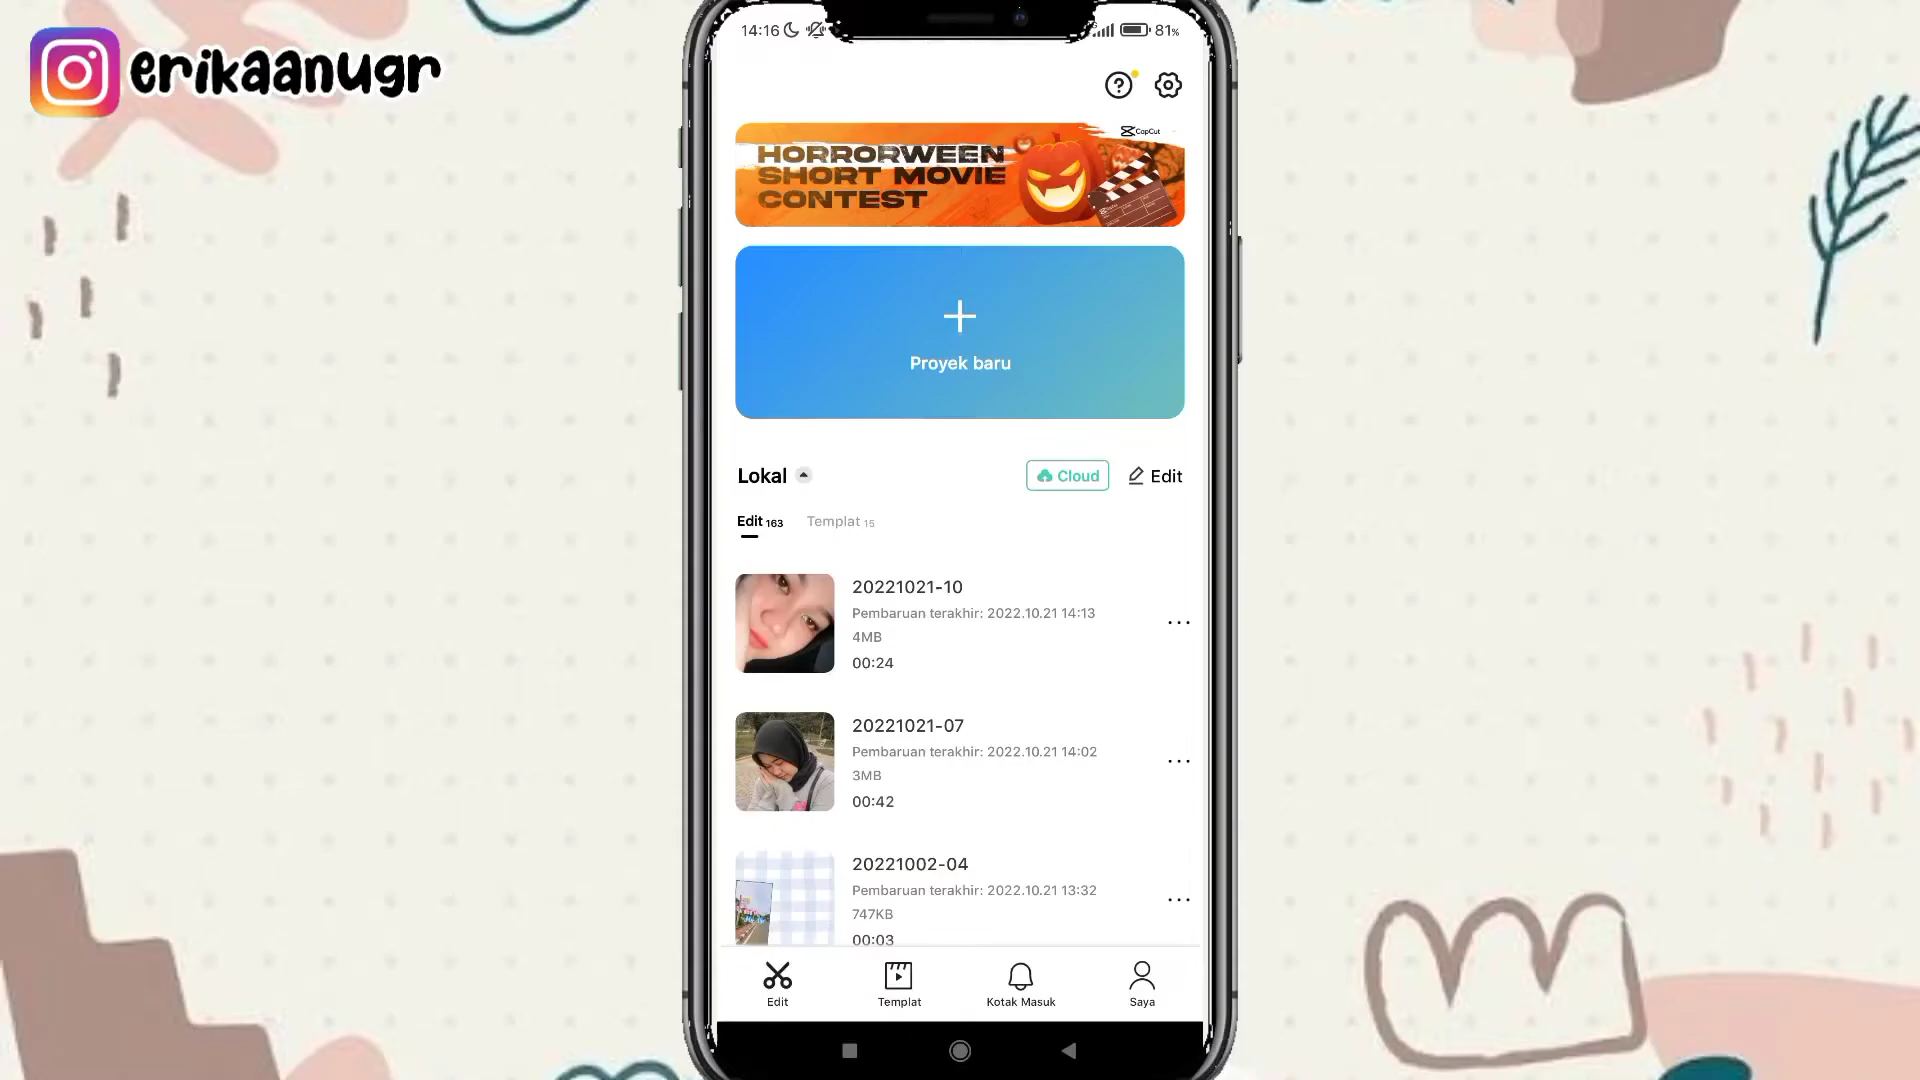 erikaanugr
14:16
81%
CapCut
HORRORWEEN
SHORT MOVIE
CONTEST
Proyek baru
Lokal
Cloud
Edit
Edit 163
Templat 15
20221021-10
Pembaruan terakhir: 2022.10.21 14:13
4MB
00:24
20221021-07
Pembaruan terakhir: 2022.10.21 14:02
3MB
00:42
20221002-04
Pembaruan terakhir: 2022.10.21 13:32
747KB
00:03
Edit
Templat
Kotak Masuk
Saya